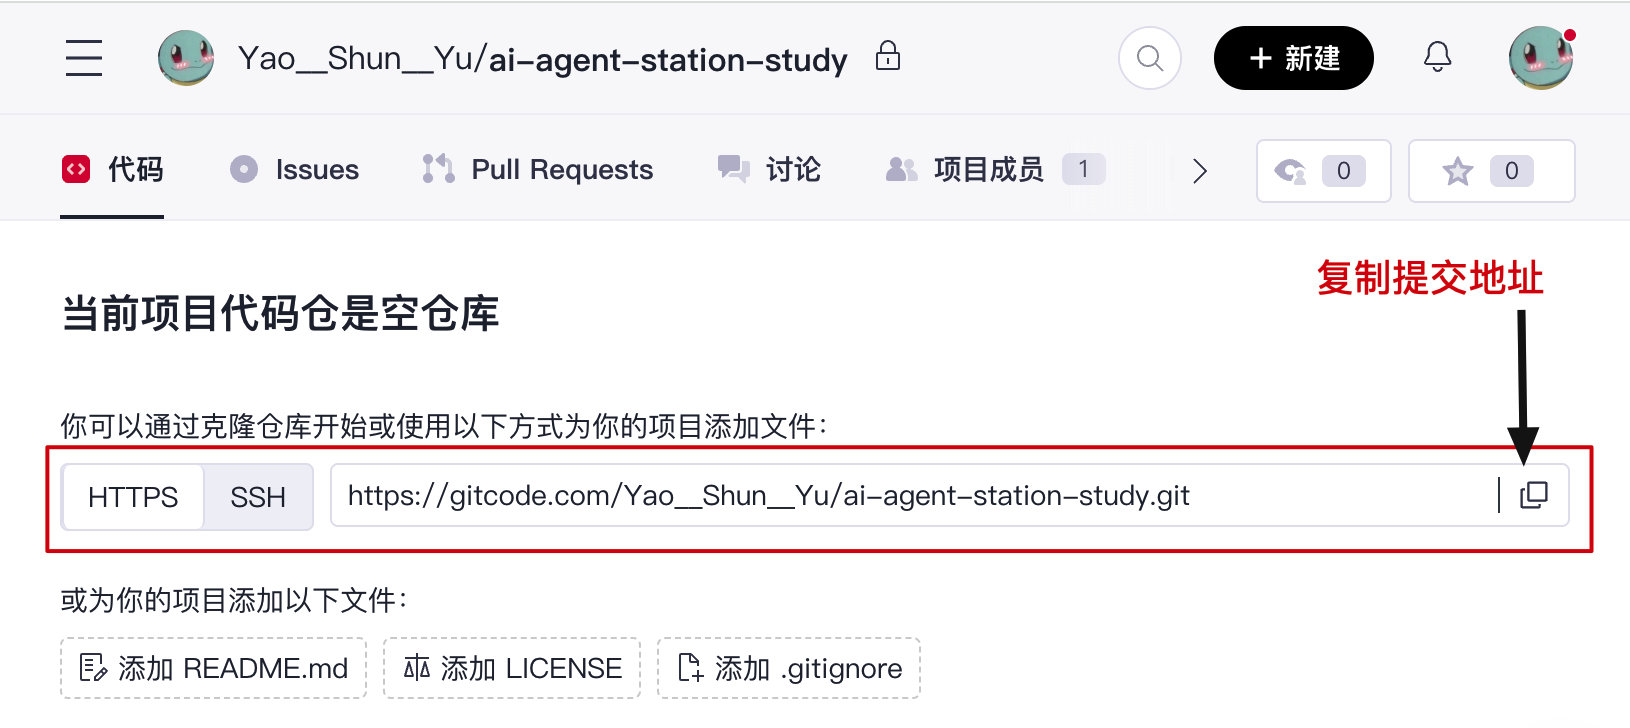 Yao__Shun__Yu/ai-agent-station-study
+ 新建
代码 Issues Pull Requests 讨论 项目成员 1 0 0
复制提交地址
当前项目代码仓是空仓库
你可以通过克隆仓库开始或使用以下方式为你的项目添加文件：
HTTPS SSH https://gitcode.com/Yao__Shun__Yu/ai-agent-station-study.git
或为你的项目添加以下文件：
添加 README.md 添加 LICENSE 添加 .gitignore